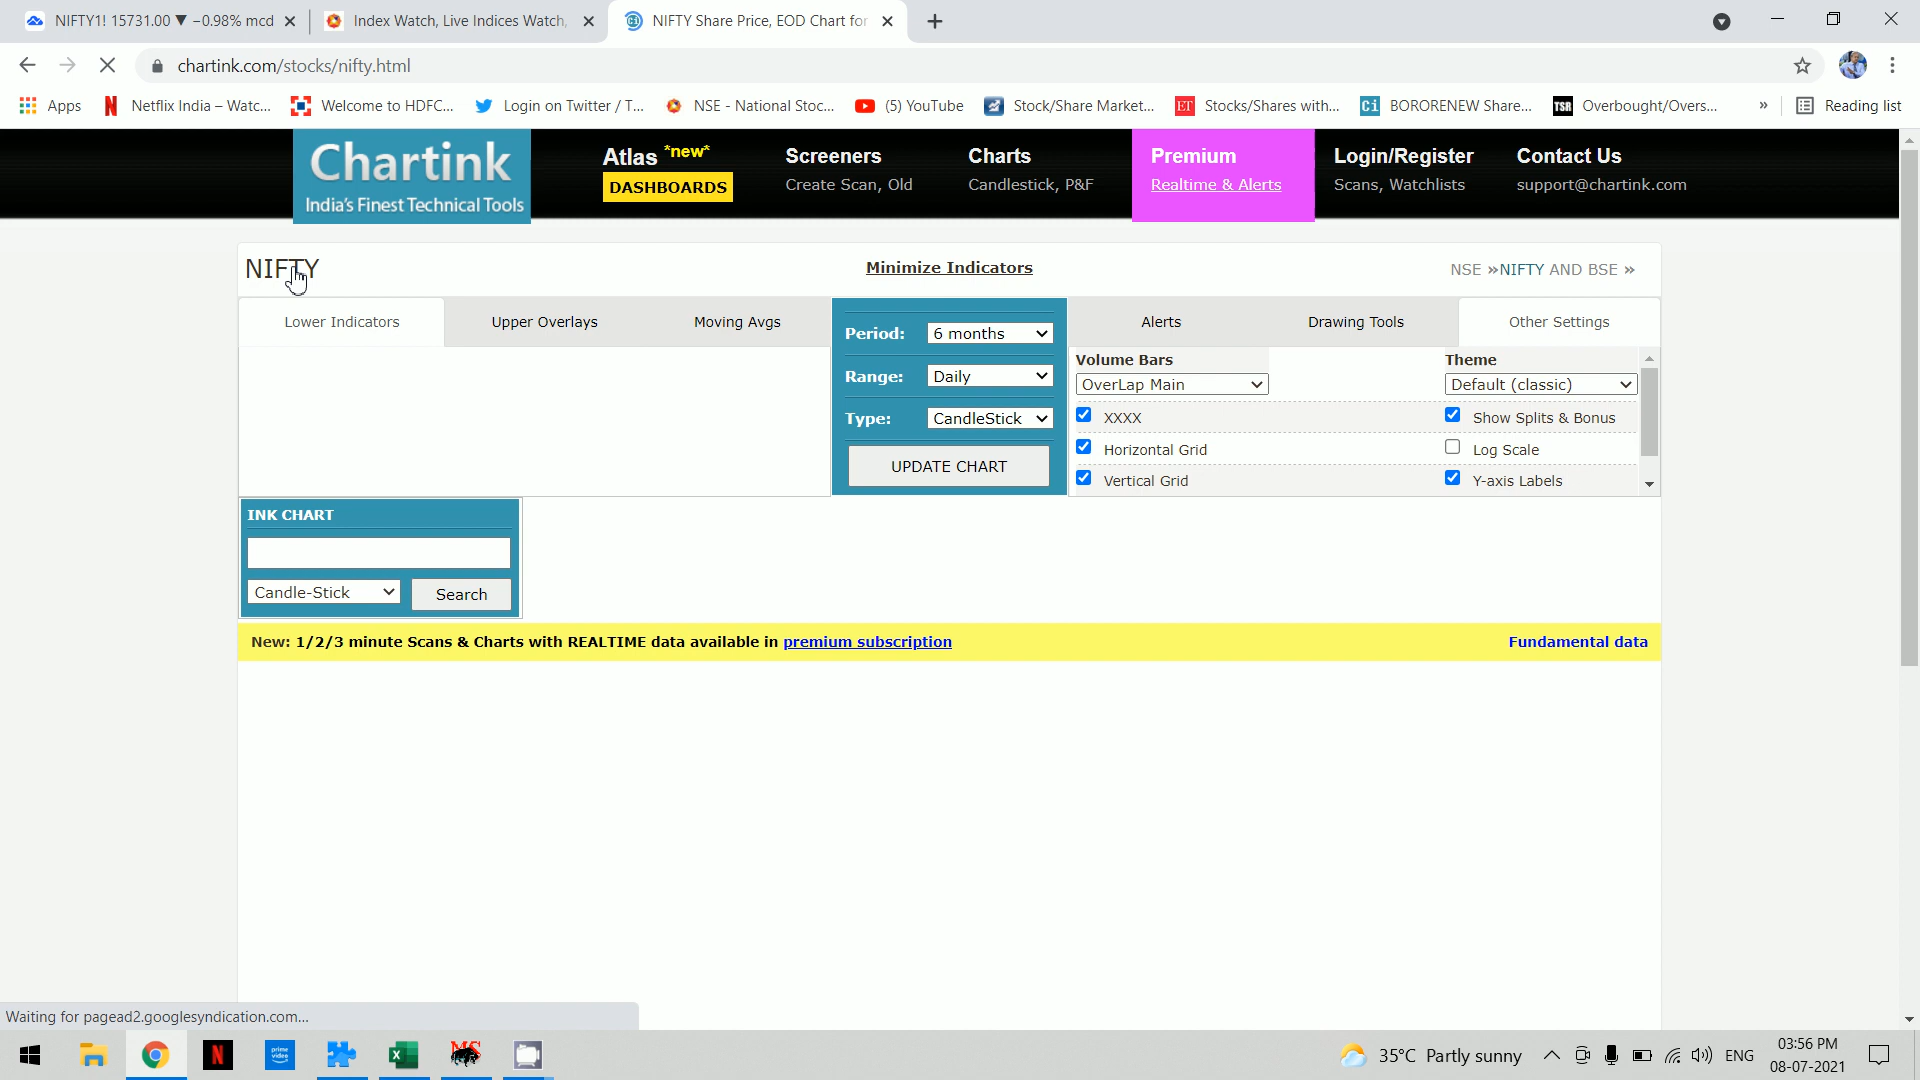 NIFTY1! 15731.00 ▼ −0.98% mcd
Index Watch, Live Indices Watch,
NIFTY Share Price, EOD Chart for
chartink.com/stocks/nifty.html
Apps
Netflix India – Watc...
Welcome to HDFC...
Login on Twitter / T...
NSE - National Stoc...
(5) YouTube
Stock/Share Market...
ET
Stocks/Shares with...
Ci
BORORENEW Share...
TSR
Overbought/Overs...
»
Reading list
Chartink
India's Finest Technical Tools
Atlas *new*
DASHBOARDS
Screeners
Create Scan, Old
Charts
Candlestick, P&F
Premium
Realtime & Alerts
Login/Register
Scans, Watchlists
Contact Us
support@chartink.com
NIFTY
Minimize Indicators
NSE »NIFTY AND BSE »
Lower Indicators
Upper Overlays
Moving Avgs
Period:
6 months
Range:
Daily
Type:
CandleStick
UPDATE CHART
Alerts
Drawing Tools
Other Settings
Volume Bars
OverLap Main
Theme
Default (classic)
XXXX
Show Splits & Bonus
Horizontal Grid
Log Scale
Vertical Grid
Y-axis Labels
INK CHART
Candle-Stick
Search
New: 1/2/3 minute Scans & Charts with REALTIME data available in premium subscription
Fundamental data
Waiting for pagead2.googlesyndication.com...
N
prime video
MS
35°C Partly sunny
ENG
03:56 PM
08-07-2021